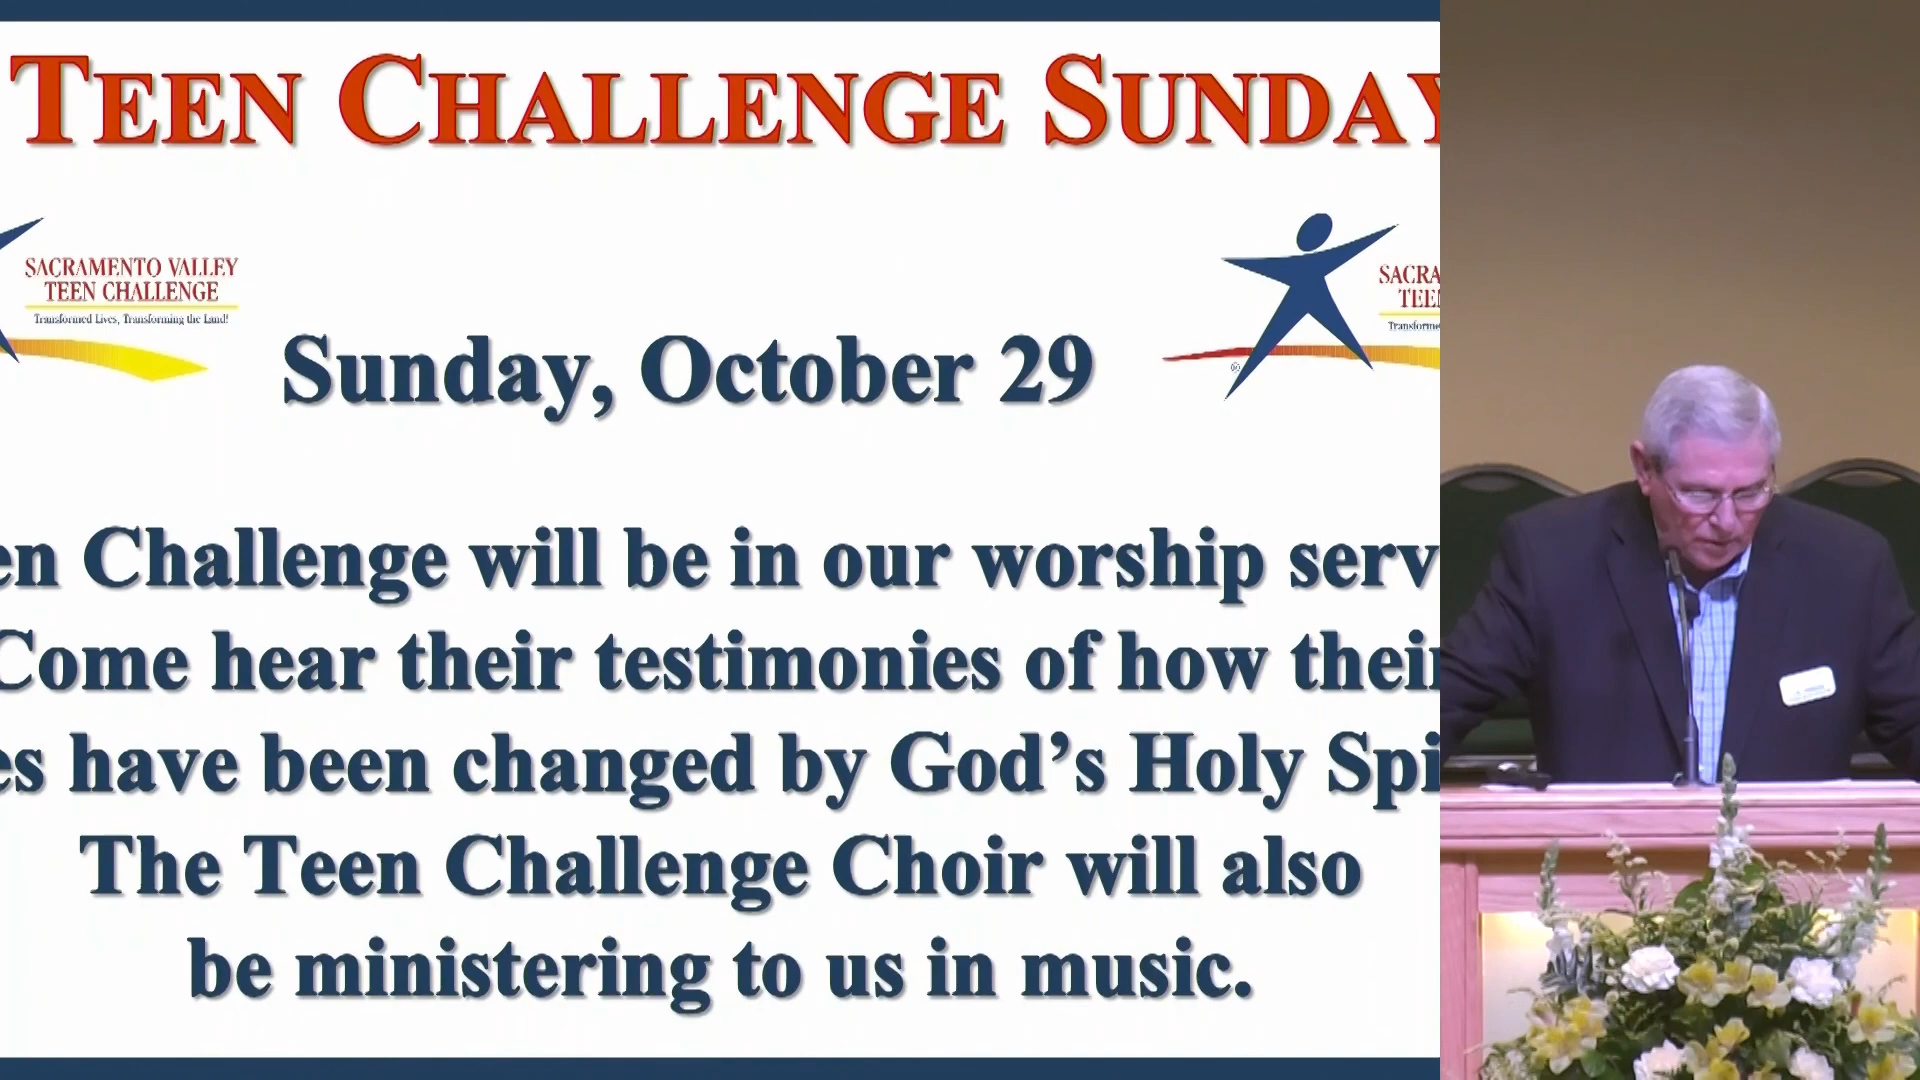 TEEN CHALLENGE SUNDAY
SACRAMENTO VALLEY
TEEN CHALLENGE
Transformed Lives, Transforming the Land!
SACRA
TEE
Transforme
®
Sunday, October 29
en Challenge will be in our worship serv
Come hear their testimonies of how their
es have been changed by God’s Holy Spi
The Teen Challenge Choir will also
be ministering to us in music.